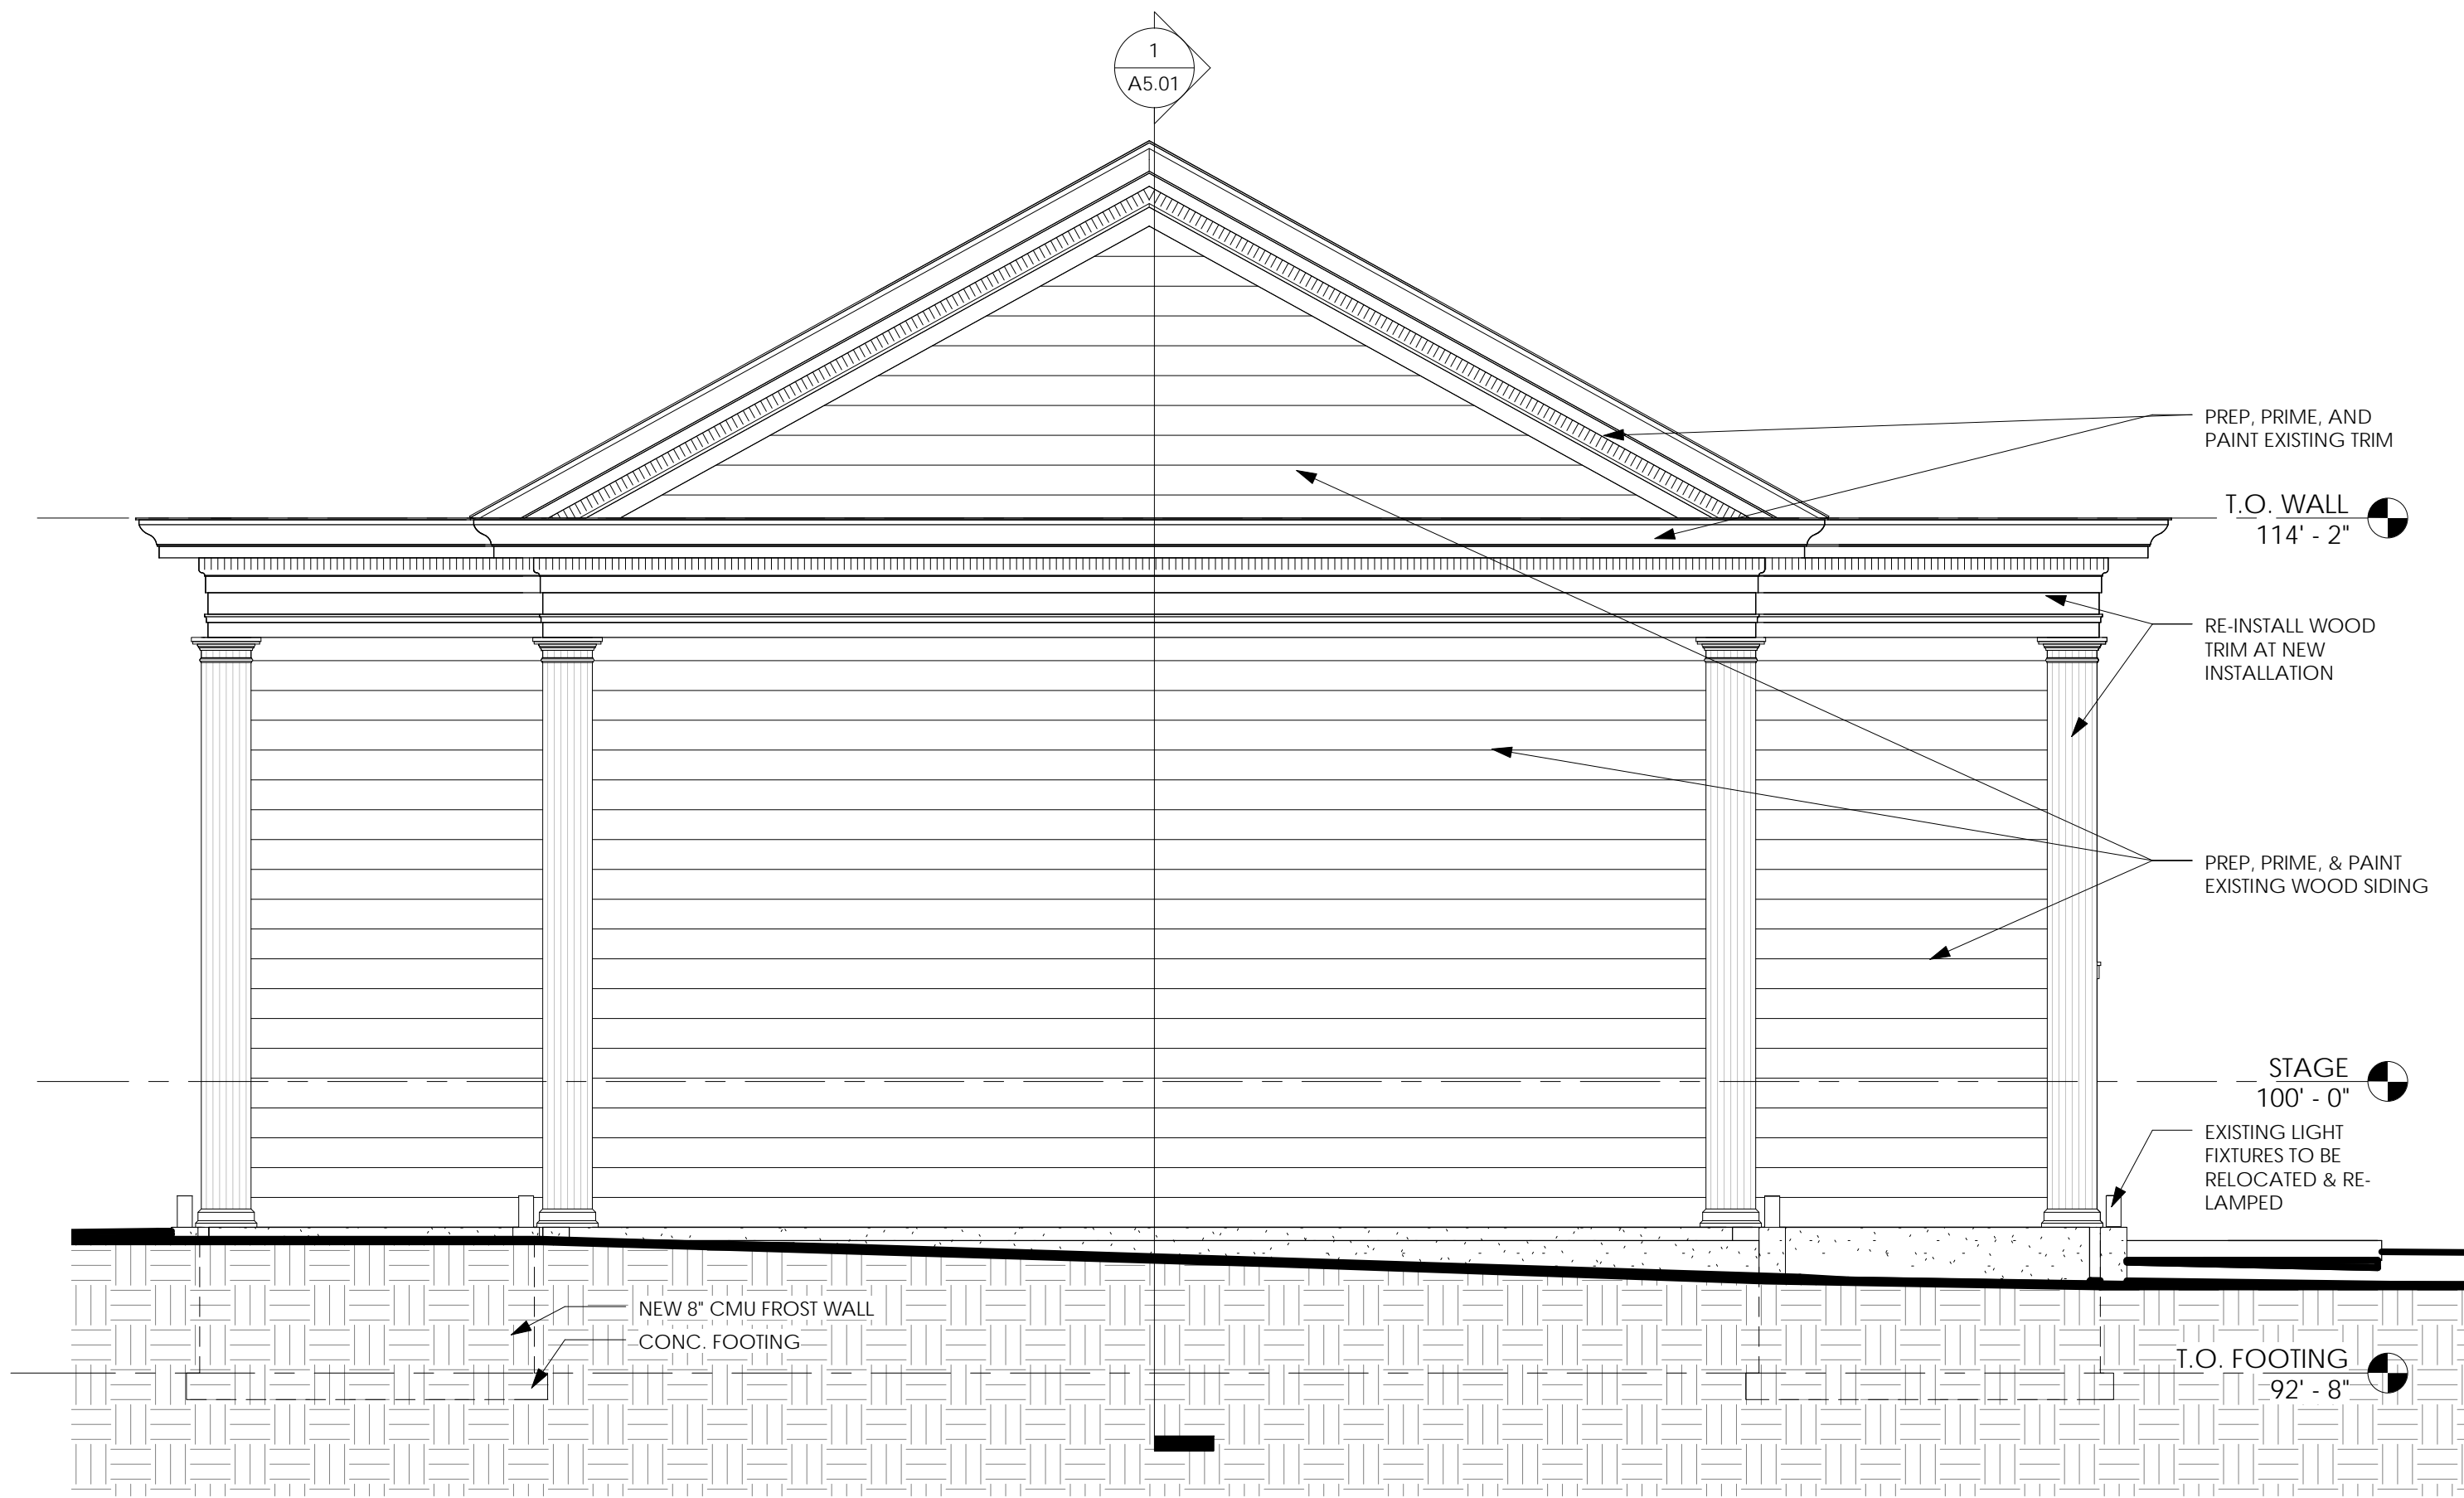 1
A5.01
PREP, PRIME, AND
PAINT EXISTING TRIM
T.O. WALL
114' - 2"
RE-INSTALL WOOD
TRIM AT NEW
INSTALLATION
PREP, PRIME, & PAINT
EXISTING WOOD SIDING
STAGE
100' - 0"
EXISTING LIGHT
FIXTURES TO BE
RELOCATED & RE-
LAMPED
NEW 8" CMU FROST WALL
CONC. FOOTING
T.O. FOOTING
92' - 8"